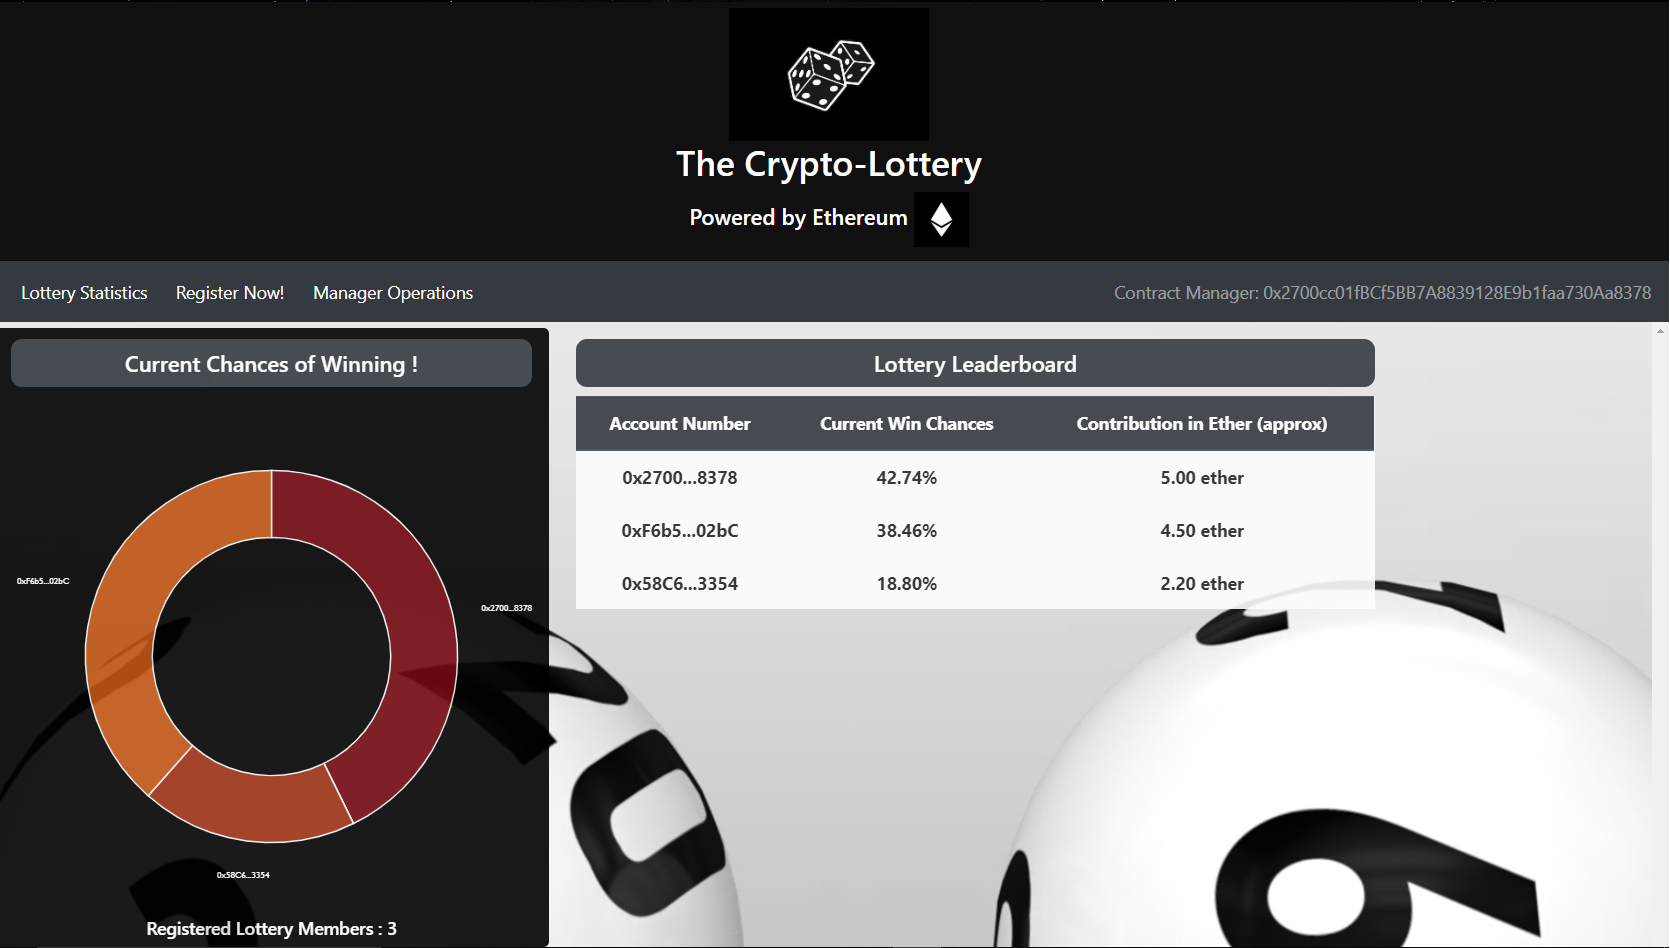 The Crypto-Lottery
Powered by Ethereum
Lottery Statistics Register Now! Manager Operations Contract Manager: 0x2700cc01fBCf5BB7A8839128E9b1faa730Aa8378
Current Chances of Winning !
0xF6b5...02bC
0x2700...8378
0x58C6...3354
Registered Lottery Members : 3
Lottery Leaderboard
Account Number Current Win Chances Contribution in Ether (approx)
0x2700...8378 42.74% 5.00 ether
0xF6b5...02bC 38.46% 4.50 ether
0x58C6...3354 18.80% 2.20 ether